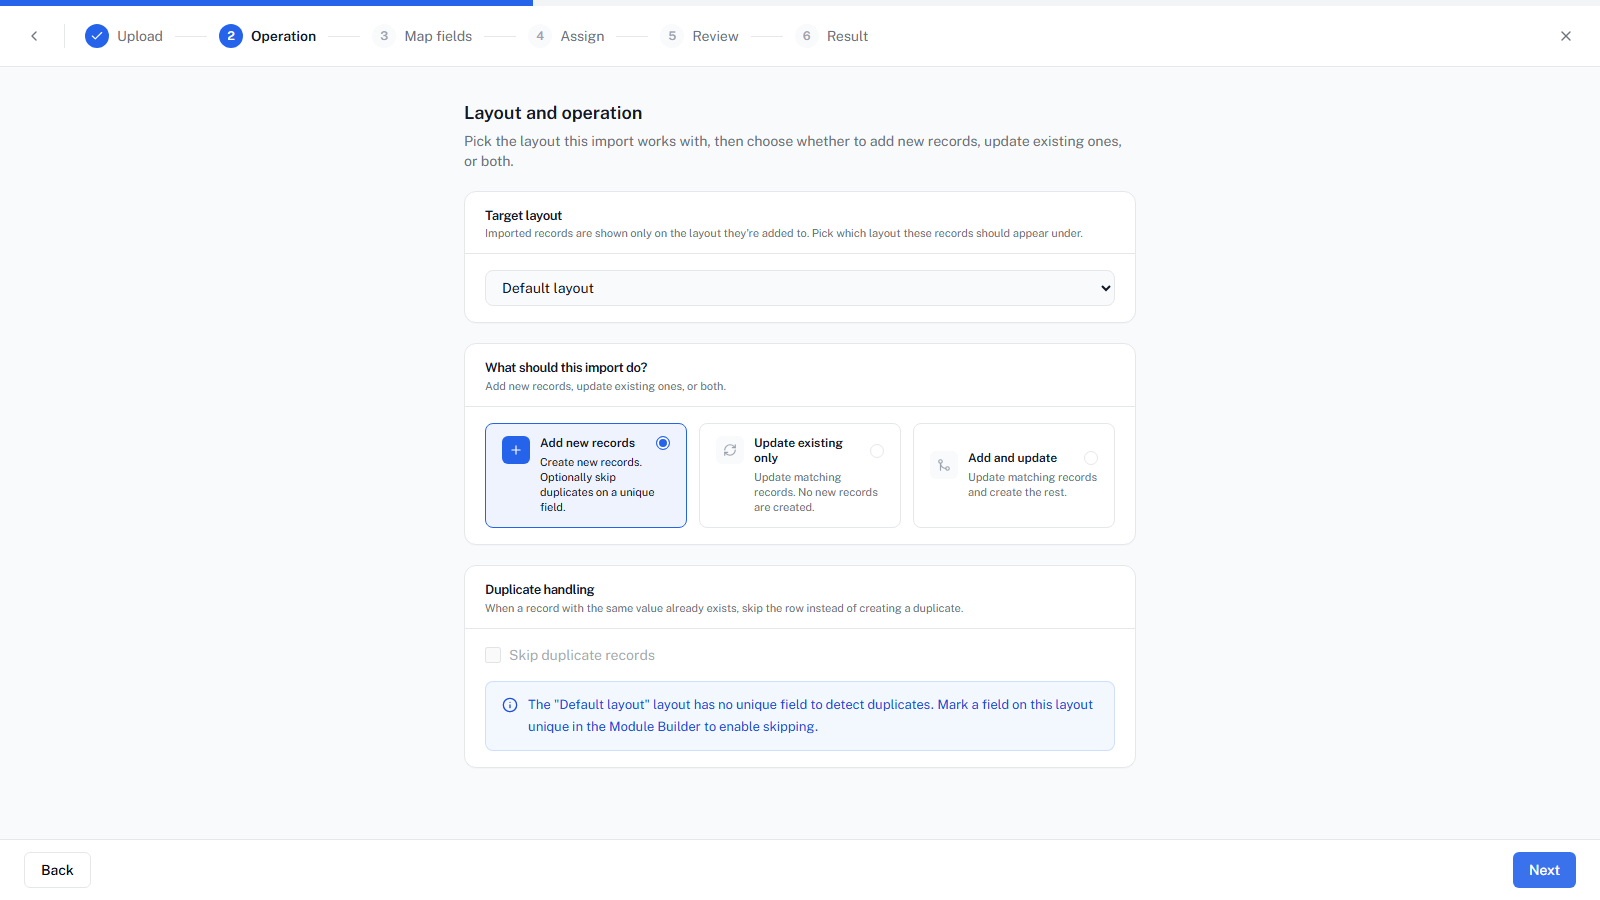 Upload
2 Operation
3 Map fields
4 Assign
5 Review
6 Result
Layout and operation
Pick the layout this import works with, then choose whether to add new records, update existing ones,
or both.
Target layout
Imported records are shown only on the layout they're added to. Pick which layout these records should appear under.
Default layout
What should this import do?
Add new records, update existing ones, or both.
Add new records
Create new records.
Optionally skip
duplicates on a unique
field.
Update existing
only
Update matching
records. No new records
are created.
Add and update
Update matching records
and create the rest.
Duplicate handling
When a record with the same value already exists, skip the row instead of creating a duplicate.
Skip duplicate records
The "Default layout" layout has no unique field to detect duplicates. Mark a field on this layout
unique in the Module Builder to enable skipping.
Back
Next